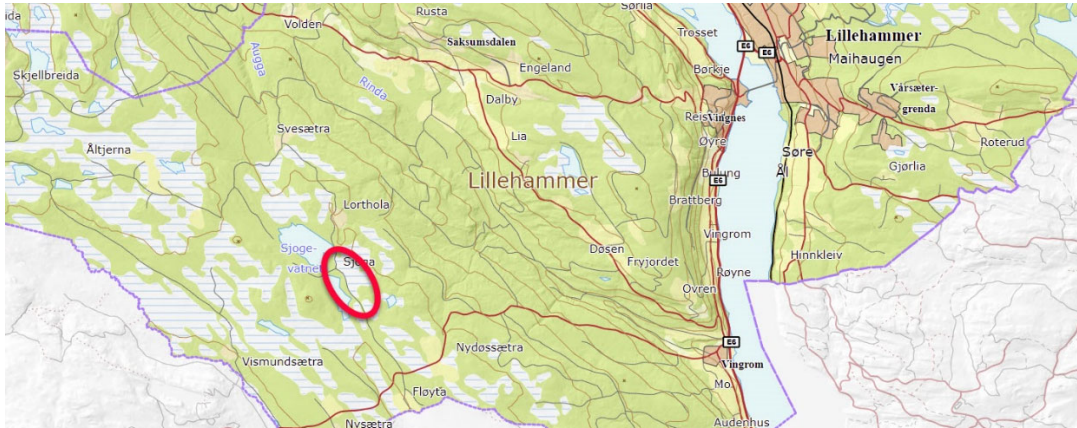 Rusta
Sørlia
Volden
Trosset
Lillehammer
Saksumsdalen
E6
E6
Maihaugen
Augga
Engeland
Børkje
Skjellbreida
Rinda
Vårsæter-
grenda
Dalby
Vingnes
Svesætra
Lia
Øyre
Roterud
Åltjerna
Søre
Ål
Gjørlia
Lillehammer
E6
Brattberg
Lorthola
Vingrom
Sjoge-
vatnet
Døsen
Hinnkleiv
Fryjordet
Røyne
Ovren
E6
Nydøssætra
Vismundsætra
Vingrom
Mo
Fløyta
Nysætra
Audenhus